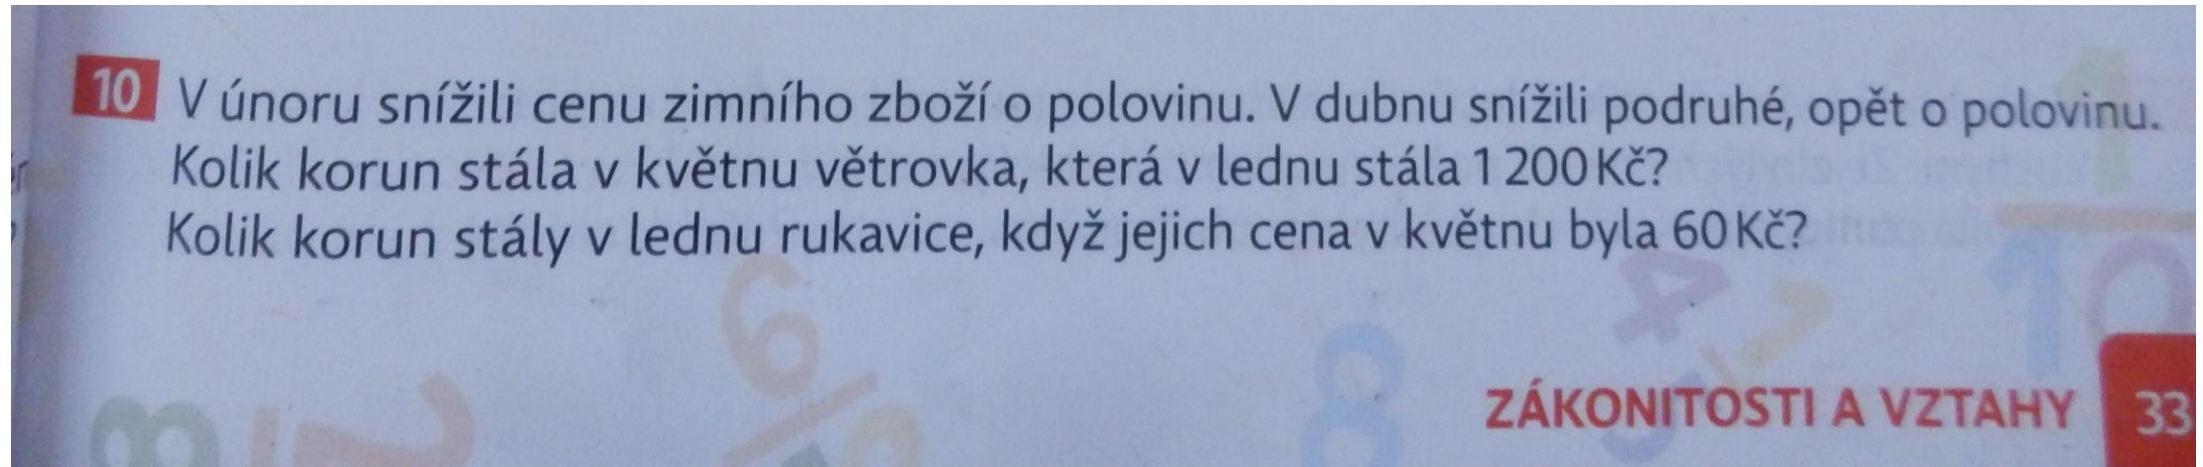 10 V únoru snížili cenu zimního zboží o polovinu. V dubnu snížili podruhé, opět o polovinu.
Kolik korun stála v květnu větrovka, která v lednu stála 1 200 Kč?
Kolik korun stály v lednu rukavice, když jejich cena v květnu byla 60 Kč?
ZÁKONITOSTI A VZTAHY 33